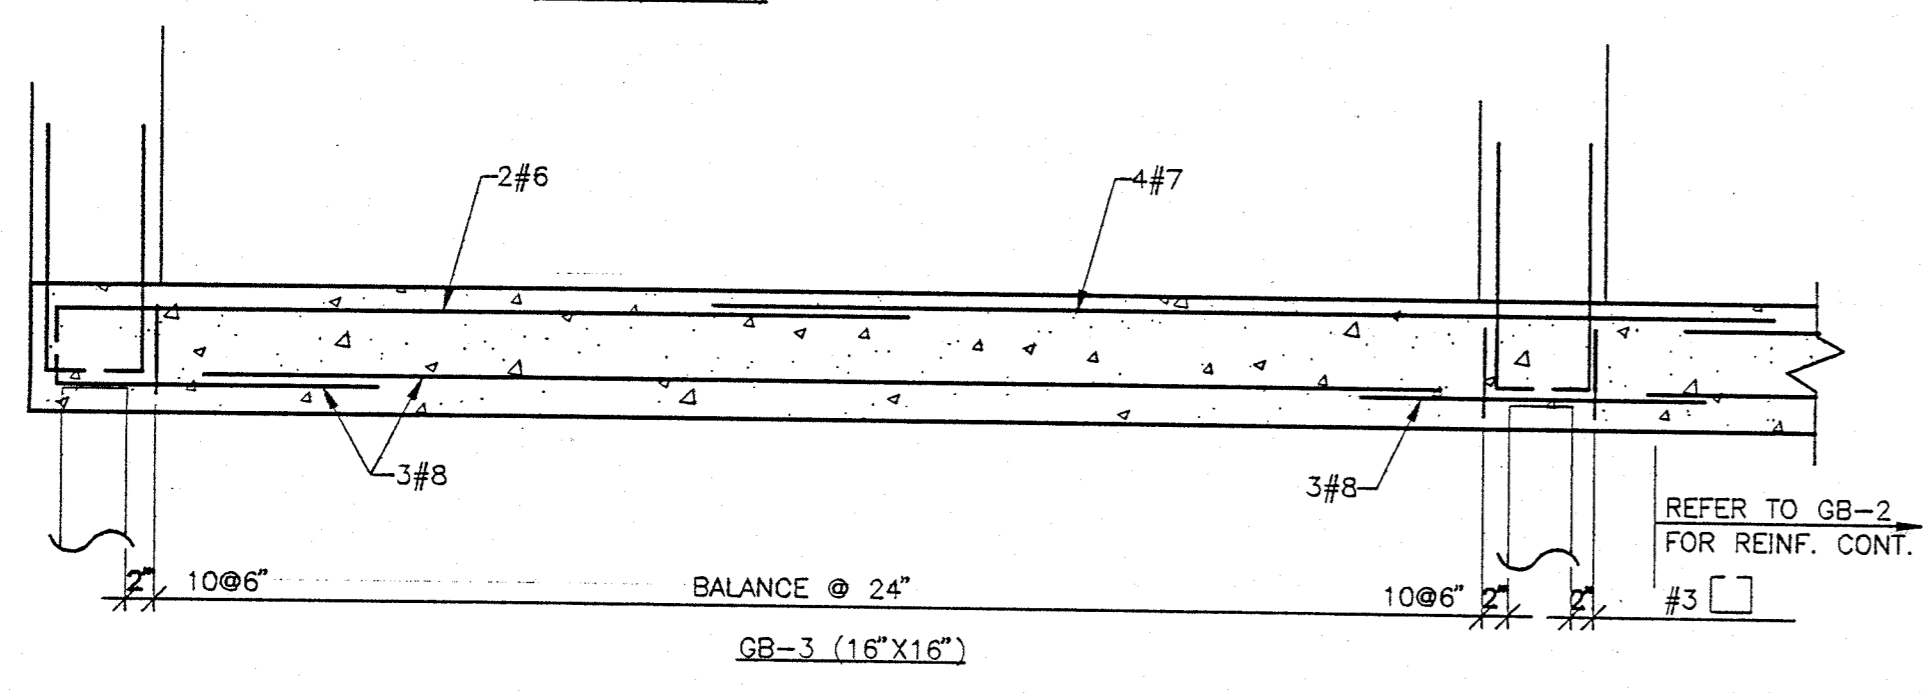 2#6
4#7
3#8
3#8
REFER TO GB-2
FOR REINF. CONT.
2"
10@6"
BALANCE @ 24"
10@6"
2"
2"
#3
GB-3 (16"X16")